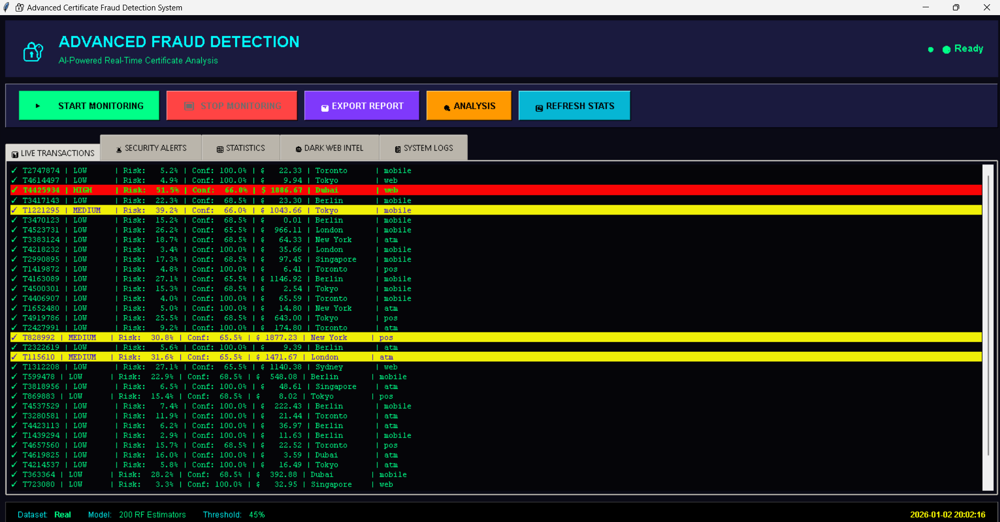 Advanced Certificate Fraud Detection System
ADVANCED FRAUD DETECTION
AI-Powered Real-Time Certificate Analysis
Ready
START MONITORING
STOP MONITORING
EXPORT REPORT
ANALYSIS
REFRESH STATS
LIVE TRANSACTIONS
SECURITY ALERTS
STATISTICS
DARK WEB INTEL
SYSTEM LOGS
✓ T2747874 | LOW | Risk: 5.2% | Conf: 100.0% | $ 22.33 | Toronto | mobile
✓ T4614497 | LOW | Risk: 4.9% | Conf: 100.0% | $ 9.94 | Tokyo | web
✓ T4425934 | HIGH | Risk: 51.5% | Conf: 66.0% | $ 1886.67 | Dubai | web
✓ T3417143 | LOW | Risk: 22.3% | Conf: 68.5% | $ 23.30 | Berlin | mobile
✓ T1221295 | MEDIUM | Risk: 39.2% | Conf: 66.0% | $ 1043.66 | Tokyo | mobile
✓ T3470123 | LOW | Risk: 15.2% | Conf: 68.5% | $ 0.01 | Berlin | mobile
✓ T4523731 | LOW | Risk: 26.2% | Conf: 65.5% | $ 966.11 | London | mobile
✓ T3383124 | LOW | Risk: 18.7% | Conf: 68.5% | $ 64.33 | New York | atm
✓ T4218232 | LOW | Risk: 3.4% | Conf: 100.0% | $ 35.66 | London | mobile
✓ T2990895 | LOW | Risk: 17.3% | Conf: 68.5% | $ 97.45 | Singapore | mobile
✓ T1419872 | LOW | Risk: 4.8% | Conf: 100.0% | $ 6.41 | Toronto | pos
✓ T4163089 | LOW | Risk: 27.1% | Conf: 65.5% | $ 1146.92 | Berlin | mobile
✓ T4500301 | LOW | Risk: 15.3% | Conf: 68.5% | $ 2.54 | Tokyo | mobile
✓ T4406907 | LOW | Risk: 4.0% | Conf: 100.0% | $ 65.59 | Toronto | mobile
✓ T1652480 | LOW | Risk: 5.0% | Conf: 100.0% | $ 14.80 | New York | atm
✓ T4919786 | LOW | Risk: 25.5% | Conf: 68.5% | $ 643.00 | Tokyo | pos
✓ T2427991 | LOW | Risk: 9.2% | Conf: 100.0% | $ 174.80 | Toronto | atm
✓ T828992 | MEDIUM | Risk: 30.8% | Conf: 65.5% | $ 1877.23 | New York | pos
✓ T2322619 | LOW | Risk: 5.6% | Conf: 100.0% | $ 9.39 | Berlin | atm
✓ T115610 | MEDIUM | Risk: 31.6% | Conf: 65.5% | $ 1471.67 | London | atm
✓ T1312208 | LOW | Risk: 27.1% | Conf: 65.5% | $ 1140.38 | Sydney | web
✓ T599478 | LOW | Risk: 22.9% | Conf: 68.5% | $ 548.08 | Berlin | mobile
✓ T3818956 | LOW | Risk: 6.5% | Conf: 100.0% | $ 48.61 | Singapore | atm
✓ T869883 | LOW | Risk: 15.4% | Conf: 68.5% | $ 8.02 | Tokyo | pos
✓ T4537529 | LOW | Risk: 7.4% | Conf: 100.0% | $ 222.43 | Berlin | mobile
✓ T3280581 | LOW | Risk: 11.9% | Conf: 100.0% | $ 21.44 | Toronto | atm
✓ T4423113 | LOW | Risk: 6.2% | Conf: 100.0% | $ 36.97 | Berlin | atm
✓ T1439294 | LOW | Risk: 2.9% | Conf: 100.0% | $ 11.63 | Berlin | mobile
✓ T4657560 | LOW | Risk: 15.7% | Conf: 68.5% | $ 22.52 | Toronto | pos
✓ T4619825 | LOW | Risk: 16.0% | Conf: 100.0% | $ 3.59 | Dubai | atm
✓ T4214537 | LOW | Risk: 5.8% | Conf: 100.0% | $ 16.49 | Tokyo | atm
✓ T363364 | LOW | Risk: 28.2% | Conf: 68.5% | $ 392.88 | Dubai | mobile
✓ T723080 | LOW | Risk: 3.3% | Conf: 100.0% | $ 32.95 | Singapore | web
Dataset: Real Model: 200 RF Estimators Threshold: 45% 2026-01-02 20:02:16